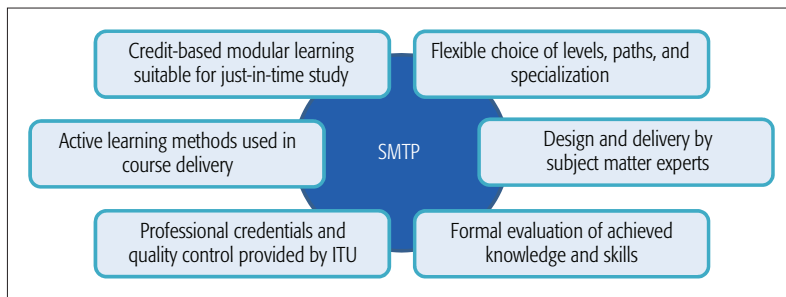 Credit-based modular learning
suitable for just-in-time study
Flexible choice of levels, paths, and
specialization
Active learning methods used in
course delivery
SMTP
Design and delivery by
subject matter experts
Professional credentials and
quality control provided by ITU
Formal evaluation of achieved
knowledge and skills